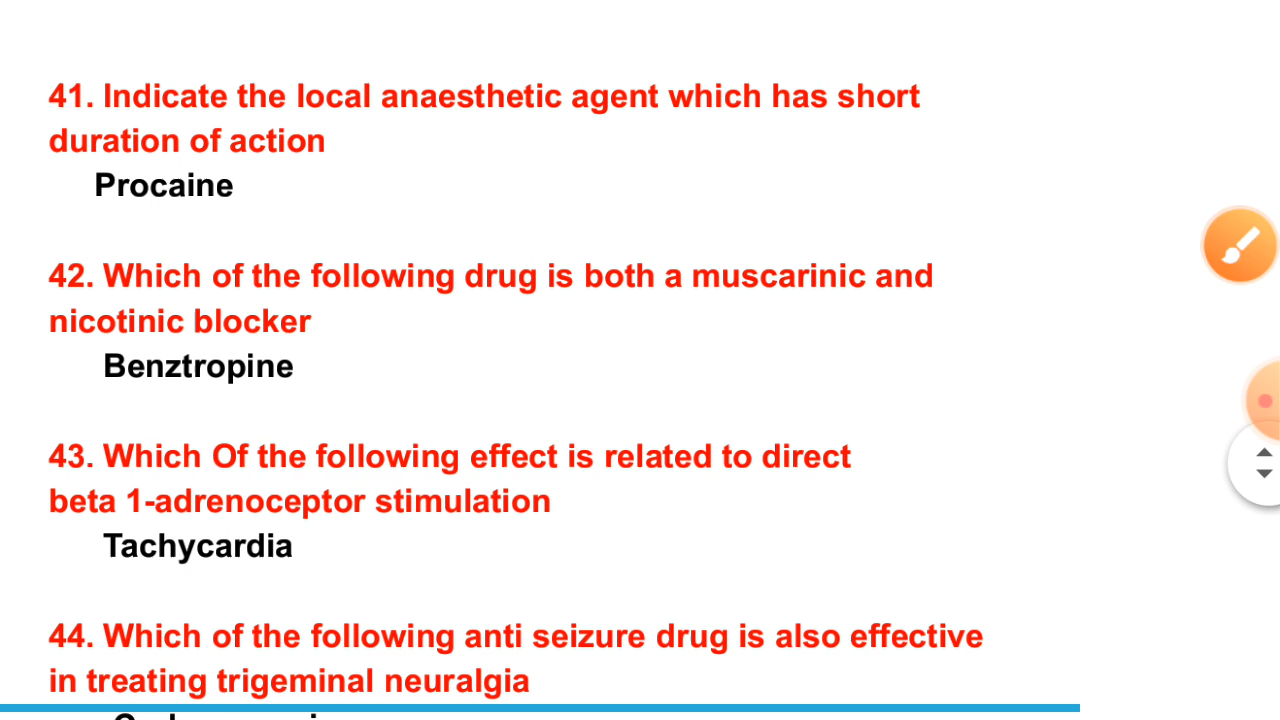 41. Indicate the local anaesthetic agent which has short
duration of action
Procaine
42. Which of the following drug is both a muscarinic and
nicotinic blocker
Benztropine
43. Which Of the following effect is related to direct
beta 1-adrenoceptor stimulation
Tachycardia
44. Which of the following anti seizure drug is also effective
in treating trigeminal neuralgia